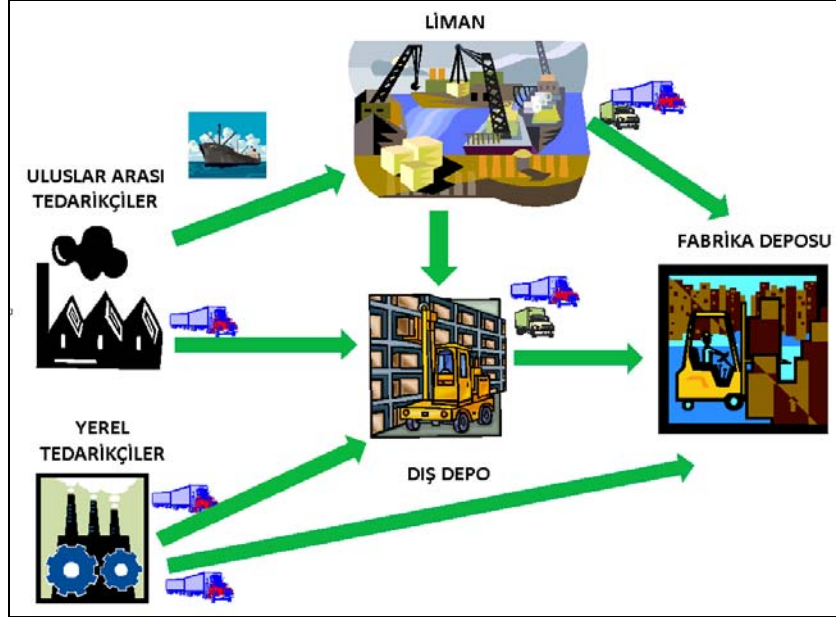 LİMAN
ULUSLAR ARASI
TEDARİKÇİLER
FABRİKA DEPOSU
YEREL
TEDARİKÇİLER
DIŞ DEPO